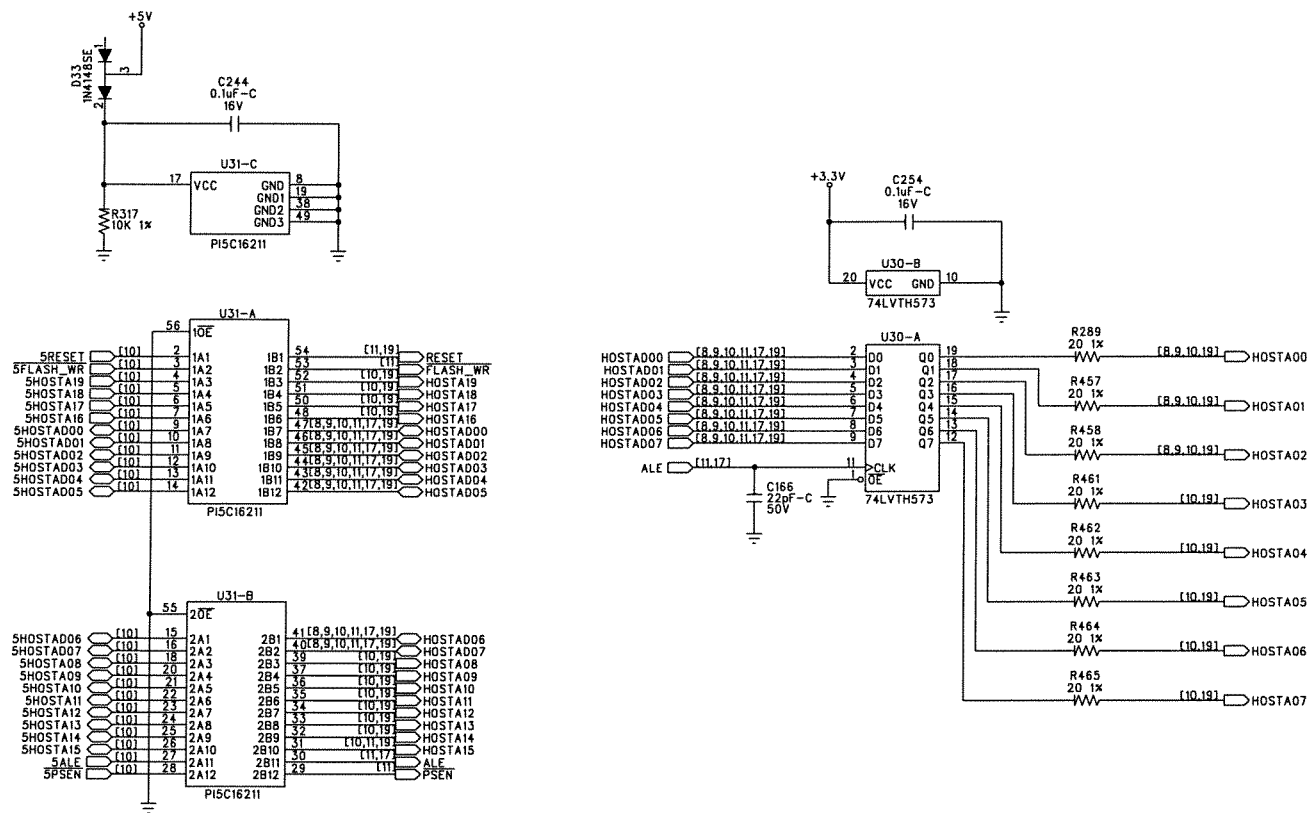 +5V
1
D33
1N4148SE
3
2
C244
0.1uF-C
16V
U31-C
17 VCC GND 8
GND1 19
GND2 38
GND3 49
R317
10K 1%
PI5C16211
+3.3V
C254
0.1uF-C
16V
U30-B
20 VCC GND 10
74LVTH573
U31-A
56 1OE
5RESET [10] 2 1A1 1B1 54 [11,19] RESET
5FLASH_WR [10] 3 1A2 1B2 53 [11] FLASH_WR
5HOSTA19 [10] 4 1A3 1B3 52 [10,19] HOSTA19
5HOSTA18 [10] 5 1A4 1B4 51 [10,19] HOSTA18
5HOSTA17 [10] 6 1A5 1B5 50 [10,19] HOSTA17
5HOSTA16 [10] 7 1A6 1B6 48 [10,19] HOSTA16
5HOSTAD00 [10] 9 1A7 1B7 47 [8,9,10,11,17,19] HOSTAD00
5HOSTAD01 [10] 10 1A8 1B8 46 [8,9,10,11,17,19] HOSTAD01
5HOSTAD02 [10] 11 1A9 1B9 45 [8,9,10,11,17,19] HOSTAD02
5HOSTAD03 [10] 12 1A10 1B10 44 [8,9,10,11,17,19] HOSTAD03
5HOSTAD04 [10] 13 1A11 1B11 43 [8,9,10,11,17,19] HOSTAD04
5HOSTAD05 [10] 14 1A12 1B12 42 [8,9,10,11,17,19] HOSTAD05
PI5C16211
U31-B
55 2OE
5HOSTAD06 [10] 15 2A1 2B1 41 [8,9,10,11,17,19] HOSTAD06
5HOSTAD07 [10] 16 2A2 2B2 40 [8,9,10,11,17,19] HOSTAD07
5HOSTA08 [10] 18 2A3 2B3 39 [10,19] HOSTA08
5HOSTA09 [10] 20 2A4 2B4 37 [10,19] HOSTA09
5HOSTA10 [10] 21 2A5 2B5 36 [10,19] HOSTA10
5HOSTA11 [10] 22 2A6 2B6 35 [10,19] HOSTA11
5HOSTA12 [10] 23 2A7 2B7 34 [10,19] HOSTA12
5HOSTA13 [10] 24 2A8 2B8 33 [10,19] HOSTA13
5HOSTA14 [10] 25 2A9 2B9 32 [10,19] HOSTA14
5HOSTA15 [10] 26 2A10 2B10 31 [10,11,19] HOSTA15
5ALE [10] 27 2A11 2B11 30 [11,17] ALE
5PSEN [10] 28 2A12 2B12 29 [11] PSEN
PI5C16211
U30-A
HOSTAD00 [8,9,10,11,17,19] 2 D0 Q0 19
HOSTAD01 [8,9,10,11,17,19] 3 D1 Q1 18
HOSTAD02 [8,9,10,11,17,19] 4 D2 Q2 17
HOSTAD03 [8,9,10,11,17,19] 5 D3 Q3 16
HOSTAD04 [8,9,10,11,17,19] 6 D4 Q4 15
HOSTAD05 [8,9,10,11,17,19] 7 D5 Q5 14
HOSTAD06 [8,9,10,11,17,19] 8 D6 Q6 13
HOSTAD07 [8,9,10,11,17,19] 9 D7 Q7 12
ALE [11,17] 11 CLK
1 OE
74LVTH573
C166
22pF-C
50V
R289
20 1% [8,9,10,19] HOSTA00
R457
20 1% [8,9,10,19] HOSTA01
R458
20 1% [8,9,10,19] HOSTA02
R461
20 1% [10,19] HOSTA03
R462
20 1% [10,19] HOSTA04
R463
20 1% [10,19] HOSTA05
R464
20 1% [10,19] HOSTA06
R465
20 1% [10,19] HOSTA07